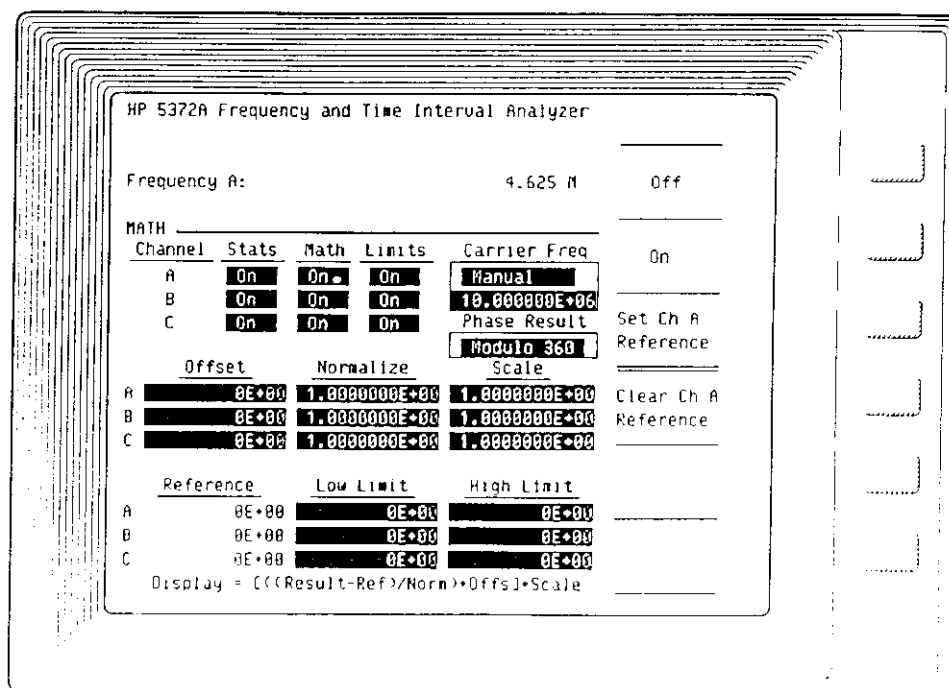 HP 5372A Frequency and Time Interval Analyzer
Frequency A: 4.625 M
Off
MATH
Channel Stats Math Limits Carrier Freq
On
A On On On Manual
B On On On 10.000000E+06
C On On On Phase Result
Set Ch A
Reference
Modulo 360
Offset Normalize Scale
A 0E+00 1.0000000E+00 1.0000000E+00
Clear Ch A
B 0E+00 1.0000000E+00 1.0000000E+00
Reference
C 0E+00 1.0000000E+00 1.0000000E+00
Reference Low Limit High Limit
A 0E+00 0E+00 0E+00
B 0E+00 0E+00 0E+00
C 0E+00 0E+00 0E+00
Display = [((Result-Ref)/Norm)+Offs]*Scale